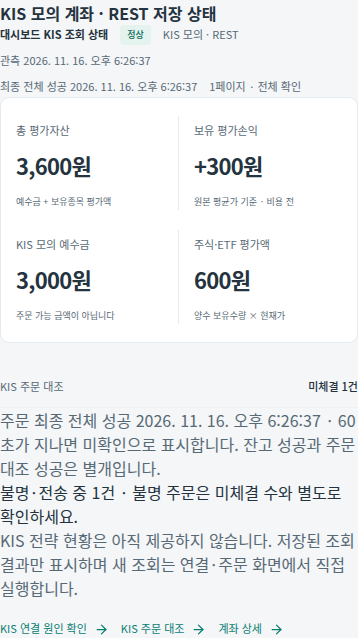 KIS 모의 계좌 · REST 저장 상태
대시보드 KIS 조회 상태 정상 KIS 모의 · REST
관측 2026. 11. 16. 오후 6:26:37
최종 전체 성공 2026. 11. 16. 오후 6:26:37 1페이지 · 전체 확인
총 평가자산
3,600원
예수금 + 보유종목 평가액
보유 평가손익
+300원
원본 평균가 기준 · 비용 전
KIS 모의 예수금
3,000원
주문 가능 금액이 아닙니다
주식·ETF 평가액
600원
양수 보유수량 × 현재가
KIS 주문 대조 미체결 1건
주문 최종 전체 성공 2026. 11. 16. 오후 6:26:37 · 60
초가 지나면 미확인으로 표시합니다. 잔고 성공과 주문
대조 성공은 별개입니다.
불명·전송 중 1건 · 불명 주문은 미체결 수와 별도로
확인하세요.
KIS 전략 현황은 아직 제공하지 않습니다. 저장된 조회
결과만 표시하며 새 조회는 연결·주문 화면에서 직접
실행합니다.
KIS 연결 원인 확인 → KIS 주문 대조 → 계좌 상세 →